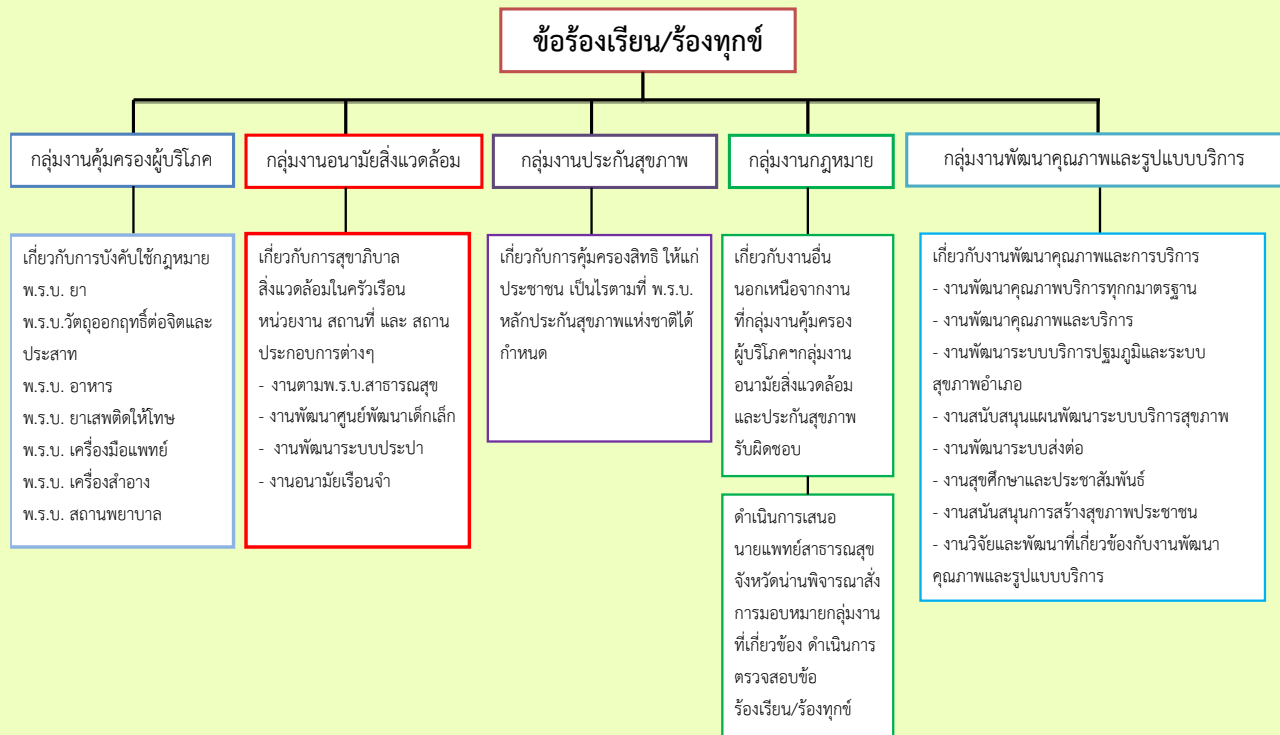 ข้อร้องเรียน/ร้องทุกข์
กลุ่มงานคุ้มครองผู้บริโภค
เกี่ยวกับการบังคับใช้กฎหมาย
พ.ร.บ. ยา
พ.ร.บ.วัตถุออกฤทธิ์ต่อจิตและ
ประสาท
พ.ร.บ. อาหาร
พ.ร.บ. ยาเสพติดให้โทษ
พ.ร.บ. เครื่องมือแพทย์
พ.ร.บ. เครื่องสำอาง
พ.ร.บ. สถานพยาบาล
กลุ่มงานอนามัยสิ่งแวดล้อม
เกี่ยวกับการสุขาภิบาล
สิ่งแวดล้อมในครัวเรือน
หน่วยงาน สถานที่ และ สถาน
ประกอบการต่างๆ
- งานตามพ.ร.บ.สาธารณสุข
- งานพัฒนาศูนย์พัฒนาเด็กเล็ก
- งานพัฒนาระบบประปา
- งานอนามัยเรือนจำ
กลุ่มงานประกันสุขภาพ
เกี่ยวกับการคุ้มครองสิทธิ ให้แก่
ประชาชน เป็นไรตามที่ พ.ร.บ.
หลักประกันสุขภาพแห่งชาติได้
กำหนด
กลุ่มงานกฎหมาย
เกี่ยวกับงานอื่น
นอกเหนือจากงาน
ที่กลุ่มงานคุ้มครอง
ผู้บริโภคฯกลุ่มงาน
อนามัยสิ่งแวดล้อม
และประกันสุขภาพ
รับผิดชอบ
ดำเนินการเสนอ
นายแพทย์สาธารณสุข
จังหวัดน่านพิจารณาสั่ง
การมอบหมายกลุ่มงาน
ที่เกี่ยวข้อง ดำเนินการ
ตรวจสอบข้อ
ร้องเรียน/ร้องทุกข์
กลุ่มงานพัฒนาคุณภาพและรูปแบบบริการ
เกี่ยวกับงานพัฒนาคุณภาพและการบริการ
- งานพัฒนาคุณภาพบริการทุกกมาตรฐาน
- งานพัฒนาคุณภาพและบริการ
- งานพัฒนาระบบบริการปฐมภูมิและระบบ
สุขภาพอำเภอ
- งานสนับสนุนแผนพัฒนาระบบบริการสุขภาพ
- งานพัฒนาระบบส่งต่อ
- งานสุขศึกษาและประชาสัมพันธ์
- งานสนันสนุนการสร้างสุขภาพประชาชน
- งานวิจัยและพัฒนาที่เกี่ยวข้องกับงานพัฒนา
คุณภาพและรูปแบบบริการ